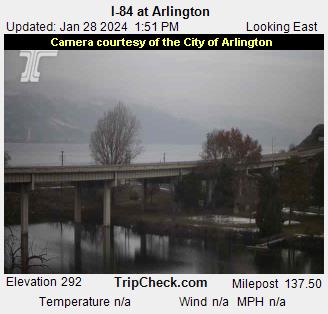 I-84 at Arlington
Updated: Jan 28 2024 1:51 PM Looking East
Camera courtesy of the City of Arlington
Elevation 292 TripCheck.com Milepost 137.50
Temperature n/a Wind n/a MPH n/a